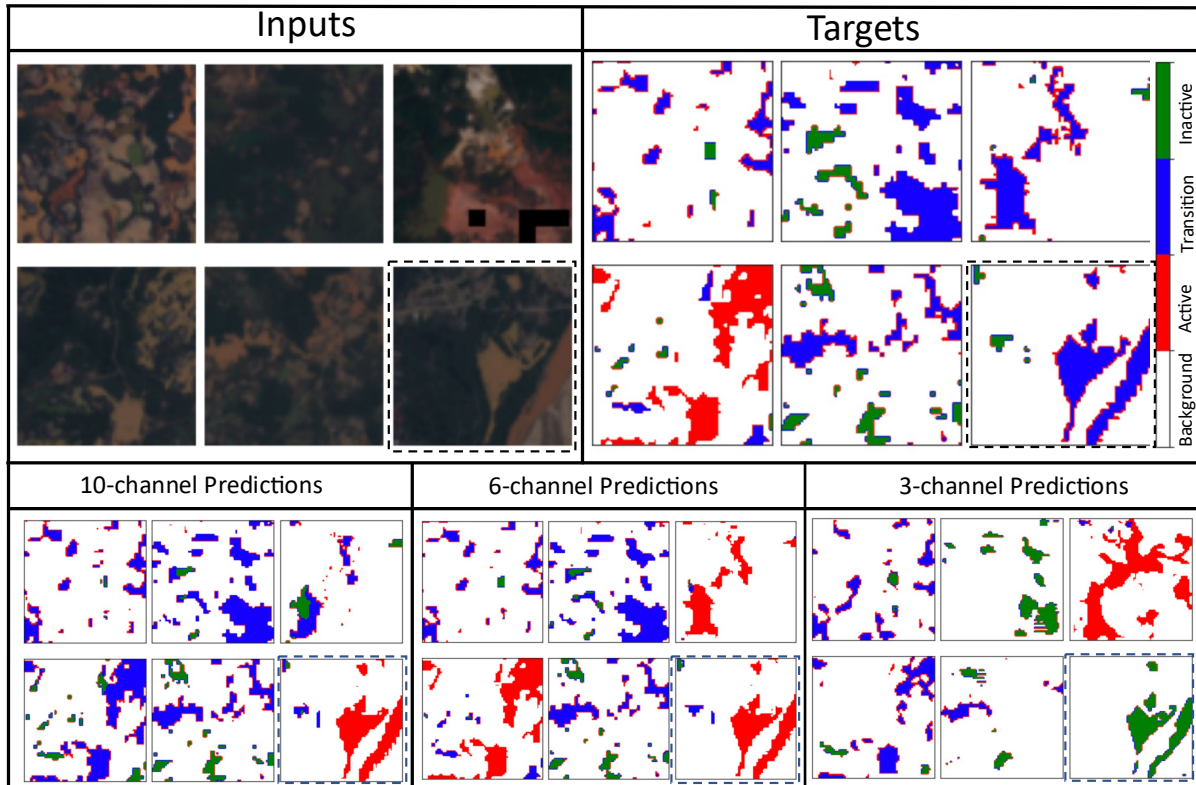 Inputs
Targets
Inactive
Transition
Active
Background
10-channel Predictions
6-channel Predictions
3-channel Predictions